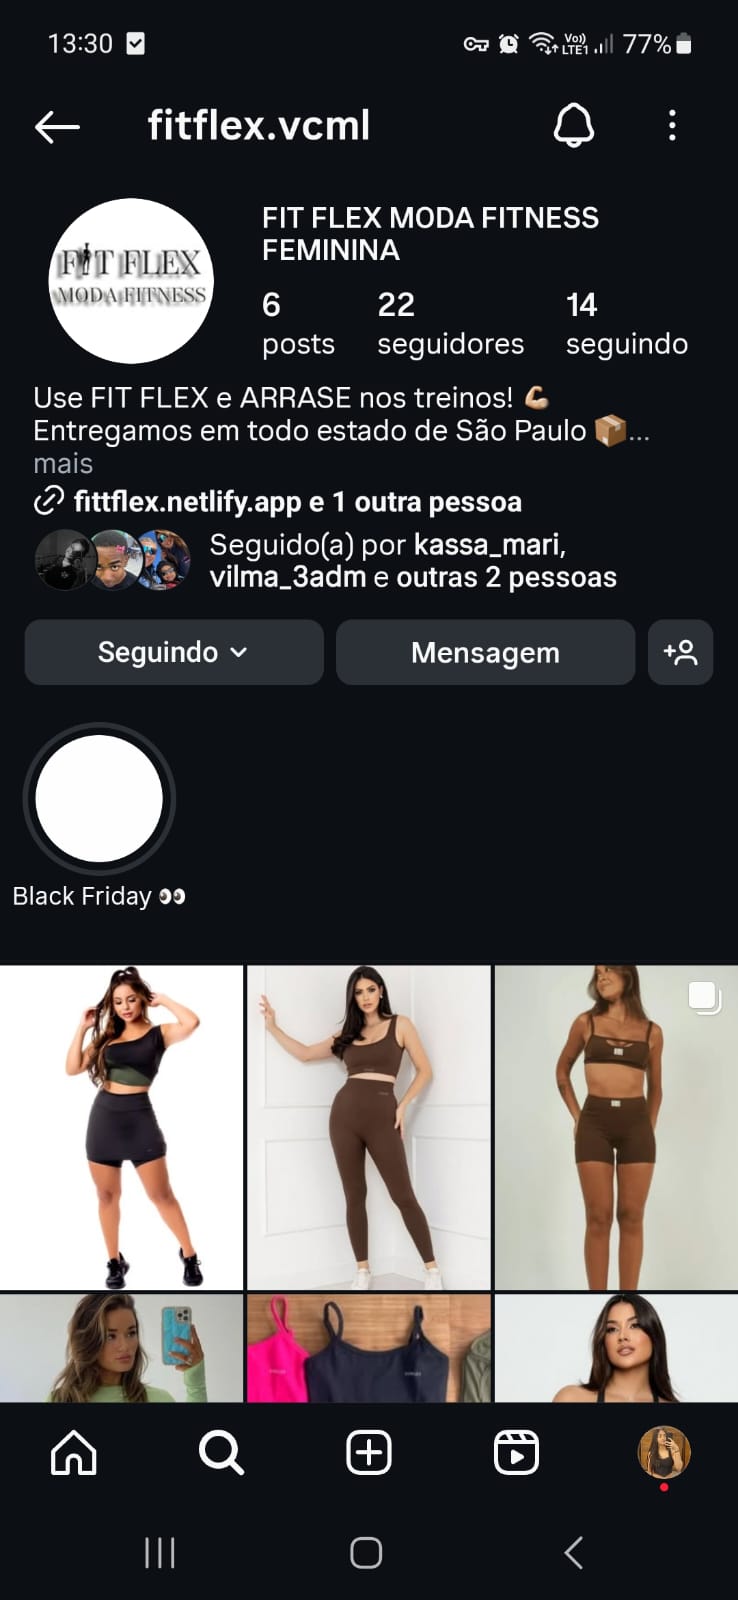 13:30
Vo))
LTE1
77%
fitflex.vcml
FIT FLEX
MODA FITNESS
FIT FLEX MODA FITNESS
FEMININA
6 22 14
posts seguidores seguindo
Use FIT FLEX e ARRASE nos treinos! 💪🏼
Entregamos em todo estado de São Paulo 📦...
mais
fittflex.netlify.app e 1 outra pessoa
Seguido(a) por kassa_mari,
vilma_3adm e outras 2 pessoas
Seguindo Mensagem
Black Friday 👀